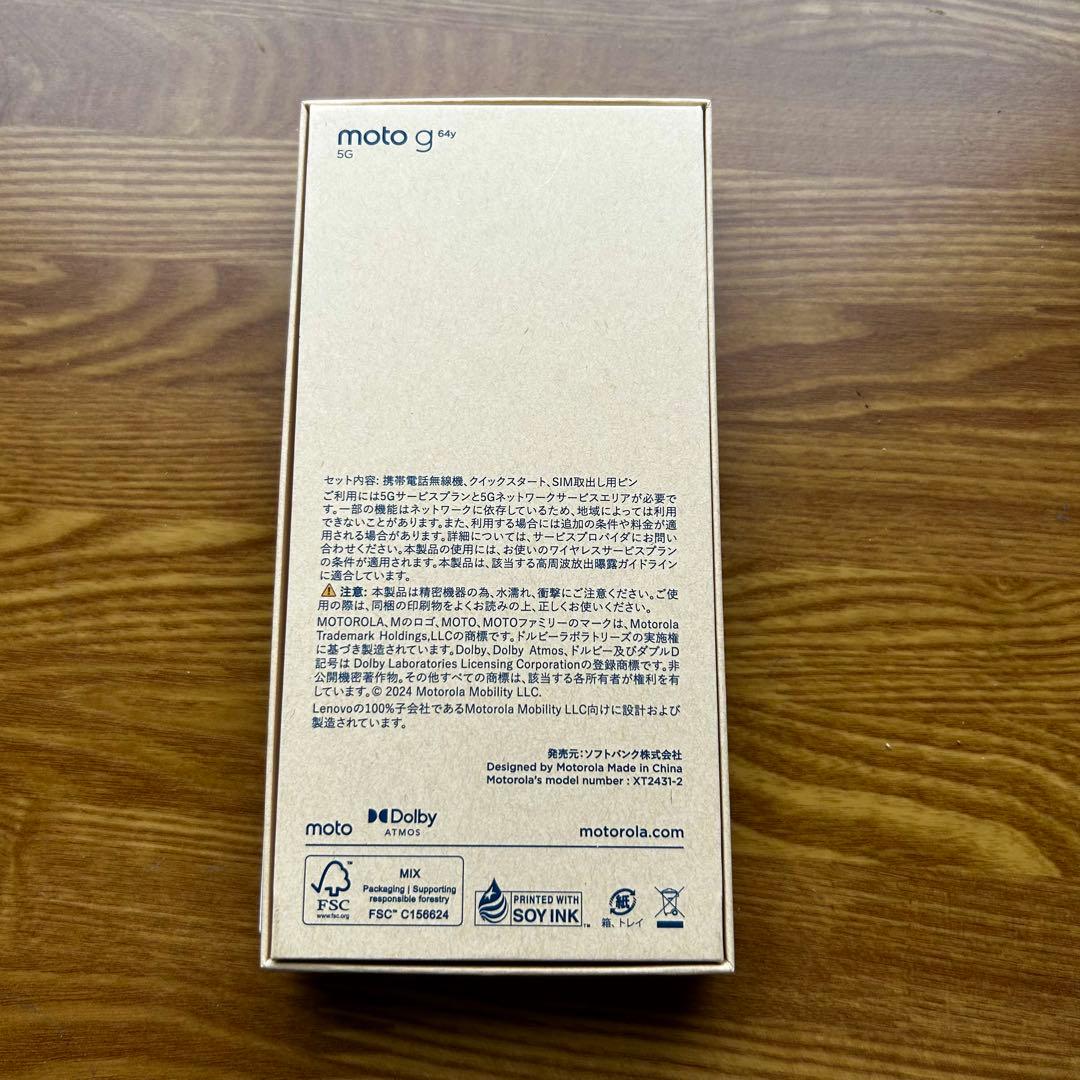 moto g 64y
5G
セット内容: 携帯電話無線機、クイックスタート、SIM取出し用ピン
ご利用には5Gサービスプランと5Gネットワークサービスエリアが必要で
す。一部の機能はネットワークに依存しているため、地域によっては利用
できないことがあります。また、利用する場合には追加の条件や料金が適
用される場合があります。詳細については、サービスプロバイダにお問い
合わせください。本製品の使用には、お使いのワイヤレスサービスプラン
の条件が適用されます。本製品は、該当する高周波放出曝露ガイドライン
に適合しています。
注意: 本製品は精密機器の為、水濡れ、衝撃にご注意ください。ご使
用の際は、同梱の印刷物をよくお読みの上、正しくお使いください。
MOTOROLA、Mのロゴ、MOTO、MOTOファミリーのマークは、Motorola
Trademark Holdings,LLCの商標です。ドルビーラボラトリーズの実施権
に基づき製造されています。Dolby、Dolby Atmos、ドルビー及びダブルD
記号は Dolby Laboratories Licensing Corporationの登録商標です。非
公開機密著作物。その他すべての商標は、該当する各所有者が権利を有
しています。© 2024 Motorola Mobility LLC.
Lenovoの100%子会社であるMotorola Mobility LLC向けに設計および
製造されています。
発売元：ソフトバンク株式会社
Designed by Motorola Made in China
Motorola's model number : XT2431-2
moto
Dolby
ATMOS
motorola.com
FSC™
www.fsc.org
MIX
Packaging | Supporting
responsible forestry
FSC™ C156624
PRINTED WITH
SOY INK™
紙
箱、トレイ